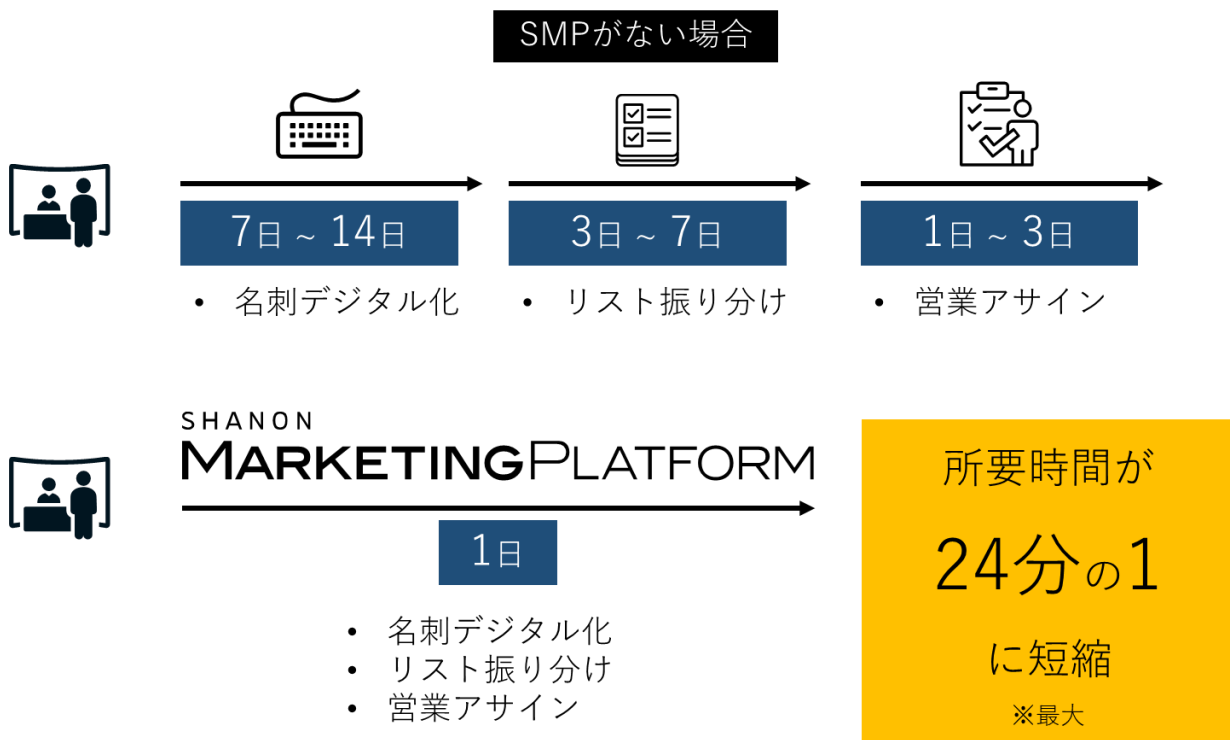 SMPがない場合
7日 ~ 14日
3日 ~ 7日
1日 ~ 3日
• 名刺デジタル化
• リスト振り分け
• 営業アサイン
SHANON
MARKETINGPLATFORM
1日
• 名刺デジタル化
• リスト振り分け
• 営業アサイン
所要時間が
24分の1
に短縮
※最大